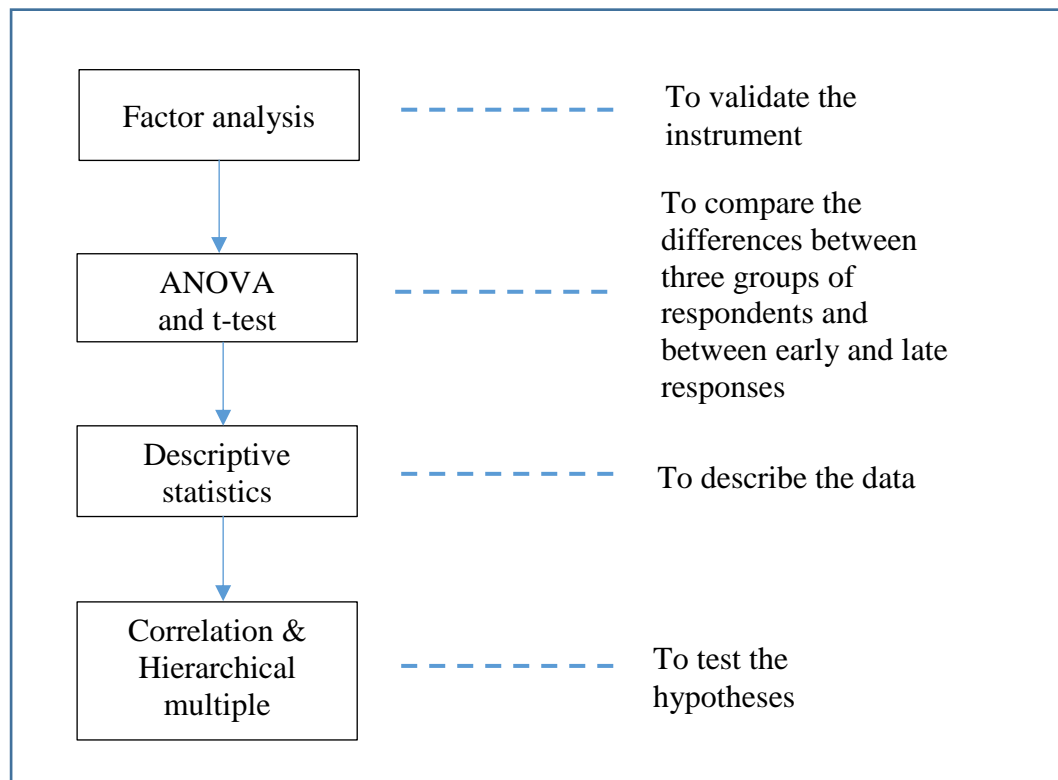 Factor analysis
To validate the
instrument
ANOVA
and t-test
To compare the
differences between
three groups of
respondents and
between early and late
responses
Descriptive
statistics
To describe the data
Correlation &
Hierarchical
multiple
To test the
hypotheses